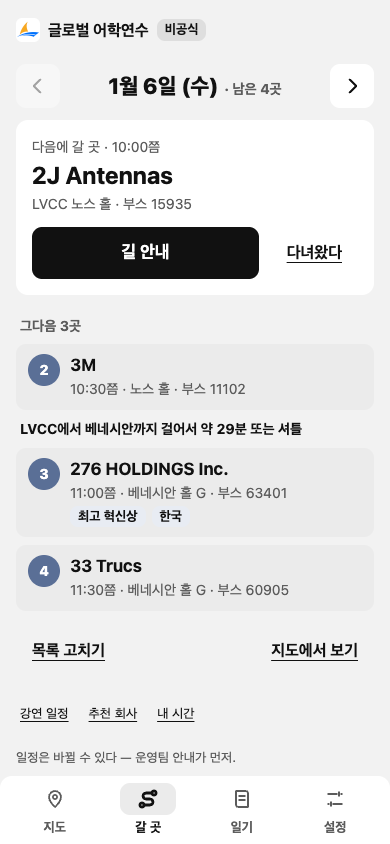 글로벌 어학연수 비공식
1월 6일 (수) · 남은 4곳
다음에 갈 곳 · 10:00쯤
2J Antennas
LVCC 노스 홀 · 부스 15935
길 안내 다녀왔다
그다음 3곳
2 3M
10:30쯤 · 노스 홀 · 부스 11102
LVCC에서 베네시안까지 걸어서 약 29분 또는 셔틀
3 276 HOLDINGS Inc.
11:00쯤 · 베네시안 홀 G · 부스 63401
최고 혁신상 한국
4 33 Trucs
11:30쯤 · 베네시안 홀 G · 부스 60905
목록 고치기 지도에서 보기
강연 일정 추천 회사 내 시간
일정은 바뀔 수 있다 — 운영팀 안내가 먼저.
지도 갈 곳 일기 설정